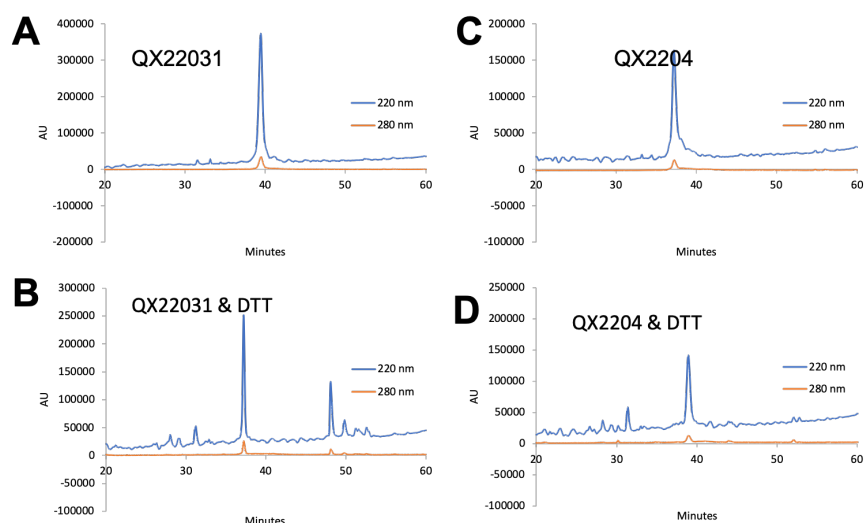 A
QX22031
400000
300000
200000
100000
0
-100000
-200000
AU
220 nm
280 nm
20 30 40 50 60
Minutes
C
QX2204
200000
150000
100000
50000
0
-50000
-100000
AU
220 nm
280 nm
20 30 40 50 60
Minutes
B
QX22031 & DTT
300000
250000
200000
150000
100000
50000
0
-50000
-100000
AU
220 nm
280 nm
20 30 40 50 60
Minutes
D
QX2204 & DTT
250000
200000
150000
100000
50000
0
-50000
-100000
AU
220 nm
280 nm
20 30 40 50 60
Minutes